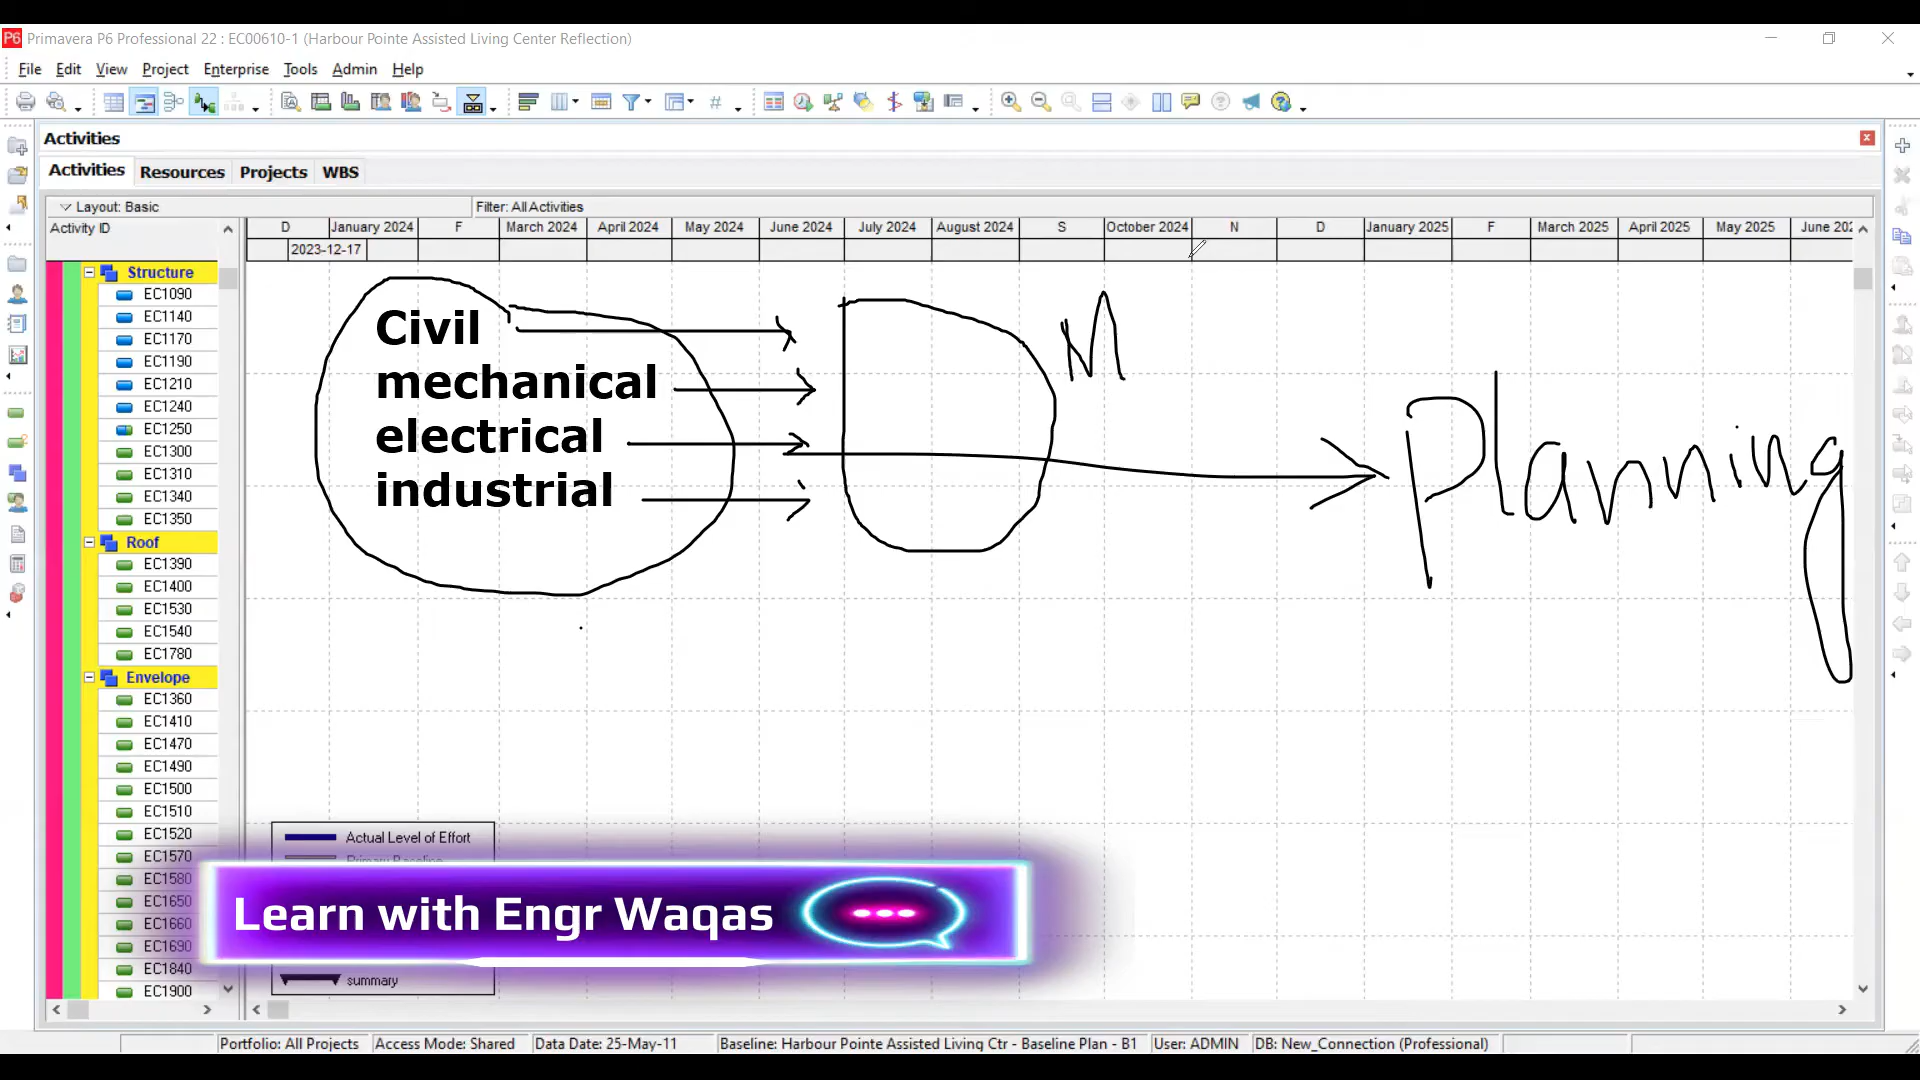 P6 Primavera P6 Professional 22 : EC00610-1 (Harbour Pointe Assisted Living Center Reflection)
File Edit View Project Enterprise Tools Admin Help
Activities
Activities Resources Projects WBS
Layout: Basic Filter: All Activities
Activity ID D January 2024 F March 2024 April 2024 May 2024 June 2024 July 2024 August 2024 S October 2024 N D January 2025 F March 2025 April 2025 May 2025 June 202
2023-12-17
Structure
EC1090
EC1140
EC1170
EC1190
EC1210
EC1240
EC1250
EC1300
EC1310
EC1340
EC1350
Roof
EC1390
EC1400
EC1530
EC1540
EC1780
Envelope
EC1360
EC1410
EC1470
EC1490
EC1500
EC1510
EC1520
EC1570
EC1580
EC1650
EC1660
EC1690
EC1840
EC1900
Civil
mechanical
electrical
industrial
D
M
Planning
Actual Level of Effort
Primary Baseline
Learn with Engr Waqas
summary
Portfolio: All Projects Access Mode: Shared Data Date: 25-May-11 Baseline: Harbour Pointe Assisted Living Ctr - Baseline Plan - B1 User: ADMIN DB: New_Connection (Professional)